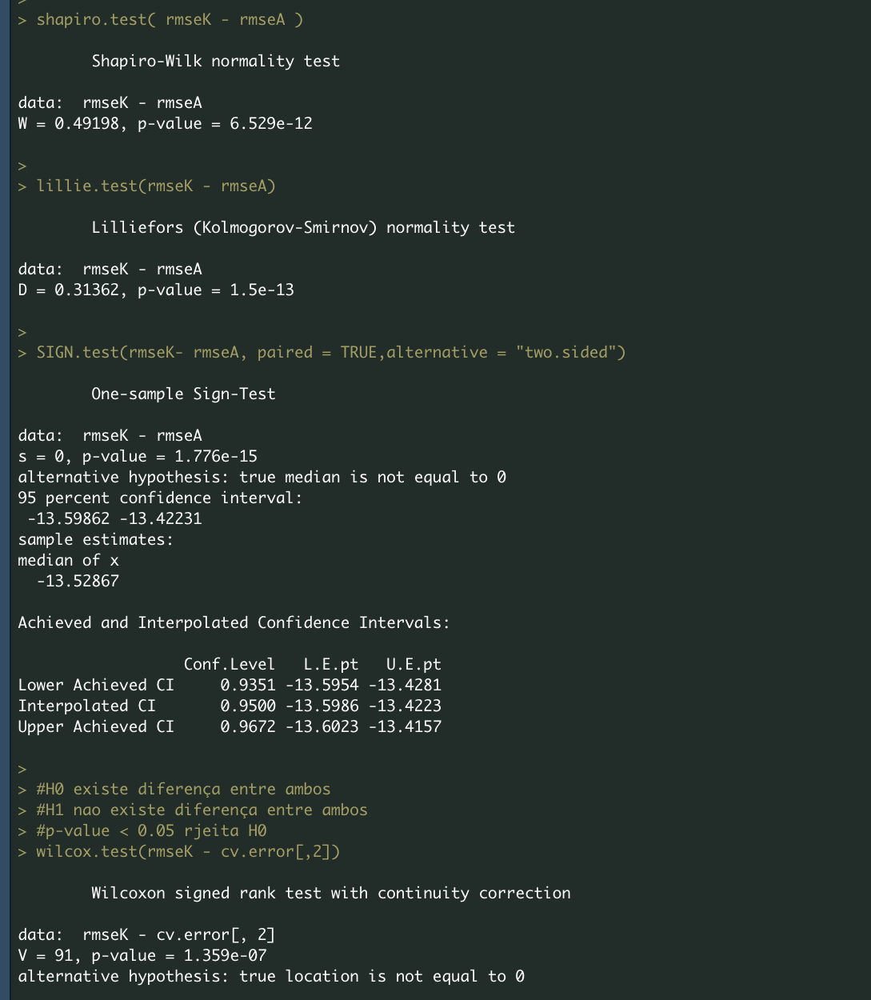 >
> shapiro.test( rmseK - rmseA )
Shapiro-Wilk normality test
data:  rmseK - rmseA
W = 0.49198, p-value = 6.529e-12
>
> lillie.test(rmseK - rmseA)
Lilliefors (Kolmogorov-Smirnov) normality test
data:  rmseK - rmseA
D = 0.31362, p-value = 1.5e-13
>
> SIGN.test(rmseK- rmseA, paired = TRUE,alternative = "two.sided")
One-sample Sign-Test
data:  rmseK - rmseA
s = 0, p-value = 1.776e-15
alternative hypothesis: true median is not equal to 0
95 percent confidence interval:
-13.59862 -13.42231
sample estimates:
median of x
-13.52867
Achieved and Interpolated Confidence Intervals:
Conf.Level   L.E.pt   U.E.pt
Lower Achieved CI     0.9351 -13.5954 -13.4281
Interpolated CI       0.9500 -13.5986 -13.4223
Upper Achieved CI     0.9672 -13.6023 -13.4157
>
> #H0 existe diferença entre ambos
> #H1 nao existe diferença entre ambos
> #p-value < 0.05 rjeita H0
> wilcox.test(rmseK - cv.error[,2])
Wilcoxon signed rank test with continuity correction
data:  rmseK - cv.error[, 2]
V = 91, p-value = 1.359e-07
alternative hypothesis: true location is not equal to 0